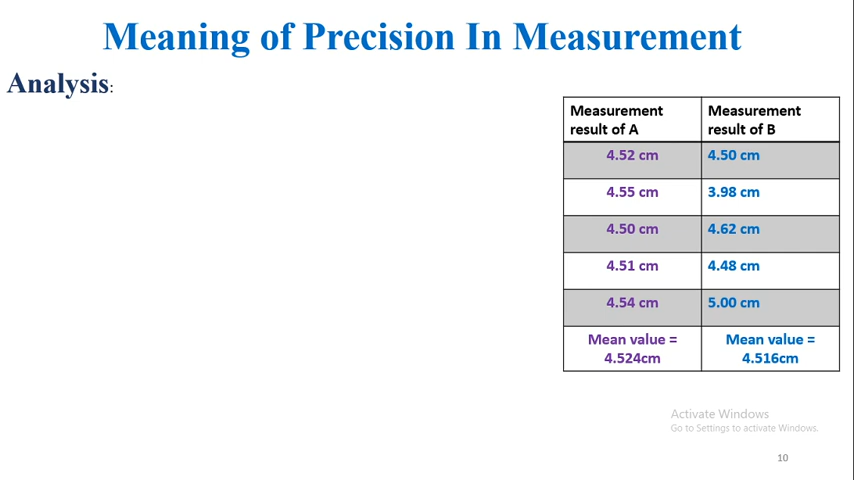 Meaning of Precision In Measurement
Analysis:
Measurement result of A Measurement result of B
4.52 cm 4.50 cm
4.55 cm 3.98 cm
4.50 cm 4.62 cm
4.51 cm 4.48 cm
4.54 cm 5.00 cm
Mean value = 4.524cm Mean value = 4.516cm
Activate Windows
Go to Settings to activate Windows.
10